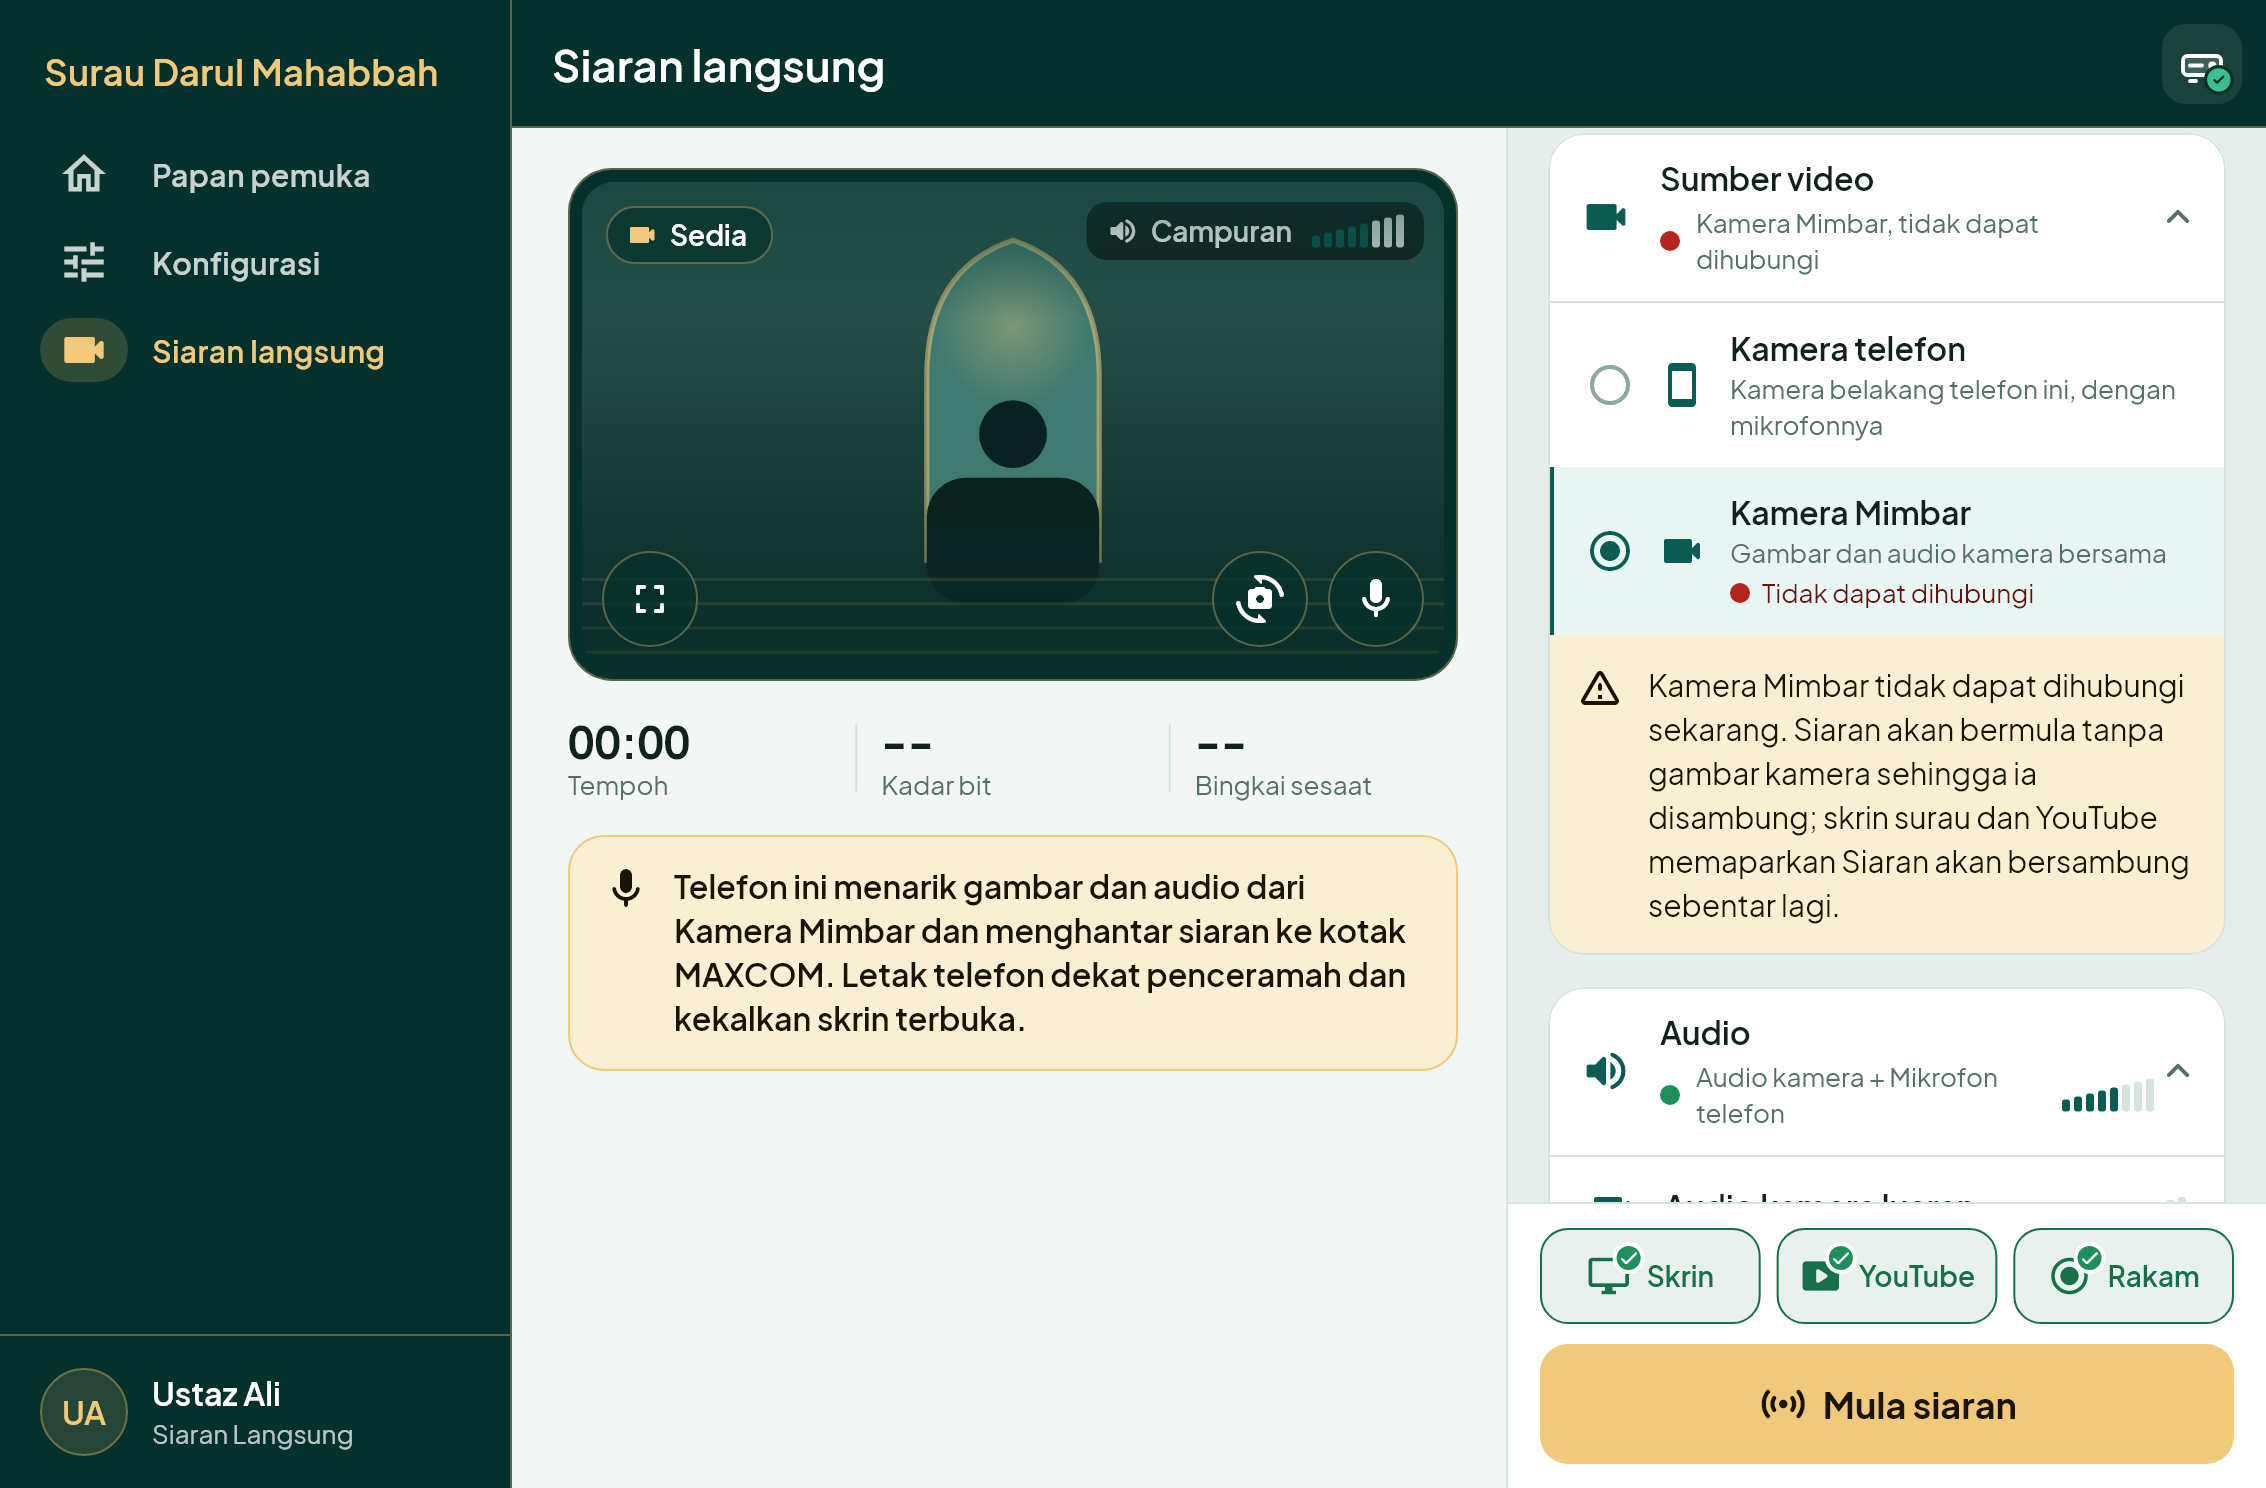 Surau Darul Mahabbah
Papan pemuka
Konfigurasi
Siaran langsung
UA
Ustaz Ali
Siaran Langsung
Siaran langsung
Sedia
Campuran
00:00
Tempoh
--
Kadar bit
--
Bingkai sesaat
Telefon ini menarik gambar dan audio dari
Kamera Mimbar dan menghantar siaran ke kotak
MAXCOM. Letak telefon dekat penceramah dan
kekalkan skrin terbuka.
Sumber video
Kamera Mimbar, tidak dapat
dihubungi
Kamera telefon
Kamera belakang telefon ini, dengan
mikrofonnya
Kamera Mimbar
Gambar dan audio kamera bersama
Tidak dapat dihubungi
Kamera Mimbar tidak dapat dihubungi
sekarang. Siaran akan bermula tanpa
gambar kamera sehingga ia
disambung; skrin surau dan YouTube
memaparkan Siaran akan bersambung
sebentar lagi.
Audio
Audio kamera + Mikrofon
telefon
Skrin
YouTube
Rakam
Mula siaran